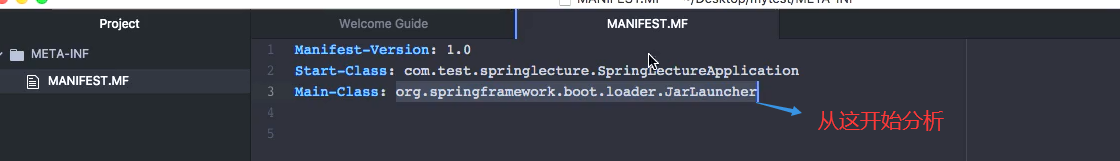 MANIFEST.MF — ~/Desktop/mytest/META-INF
Project
Welcome Guide
MANIFEST.MF
META-INF
MANIFEST.MF
1 Manifest-Version: 1.0
2 Start-Class: com.test.springlecture.SpringLectureApplication
3 Main-Class: org.springframework.boot.loader.JarLauncher
4
5
从这开始分析